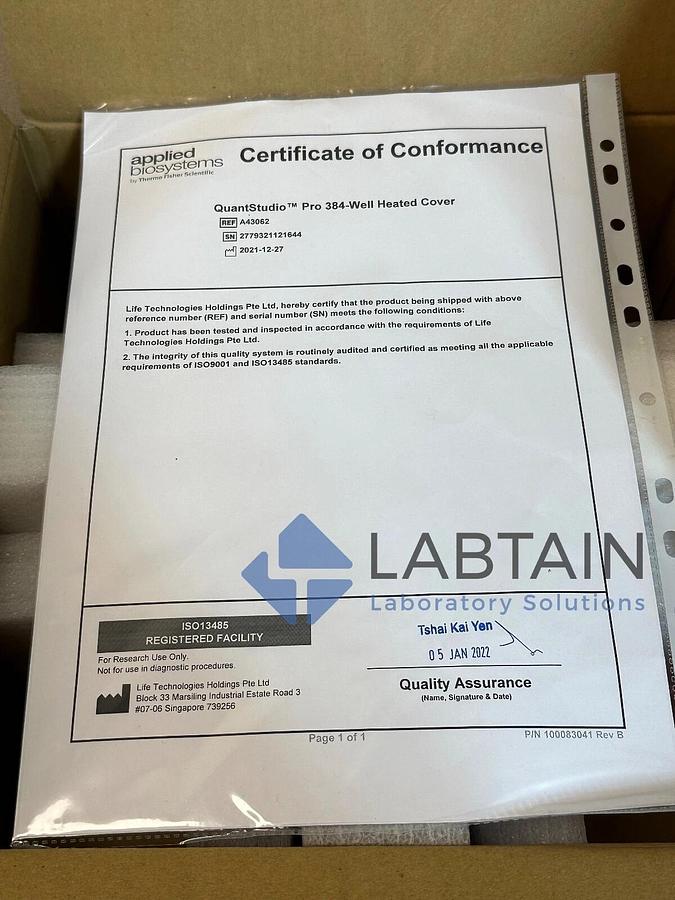 applied
biosystems
by Thermo Fisher Scientific
Certificate of Conformance
QuantStudio™ Pro 384-Well Heated Cover
REF A43062
SN 2779321121644
2021-12-27
Life Technologies Holdings Pte Ltd, hereby certify that the product being shipped with above
reference number (REF) and serial number (SN) meets the following conditions:
1. Product has been tested and inspected in accordance with the requirements of Life
Technologies Holdings Pte Ltd.
2. The integrity of this quality system is routinely audited and certified as meeting all the applicable
requirements of ISO9001 and ISO13485 standards.
LABTAIN
Laboratory Solutions
ISO13485
REGISTERED FACILITY
For Research Use Only.
Not for use in diagnostic procedures.
Life Technologies Holdings Pte Ltd
Block 33 Marsiling Industrial Estate Road 3
#07-06 Singapore 739256
Tshai Kai Yen
05 JAN 2022
Quality Assurance
(Name, Signature & Date)
Page 1 of 1
P/N 100083041 Rev B